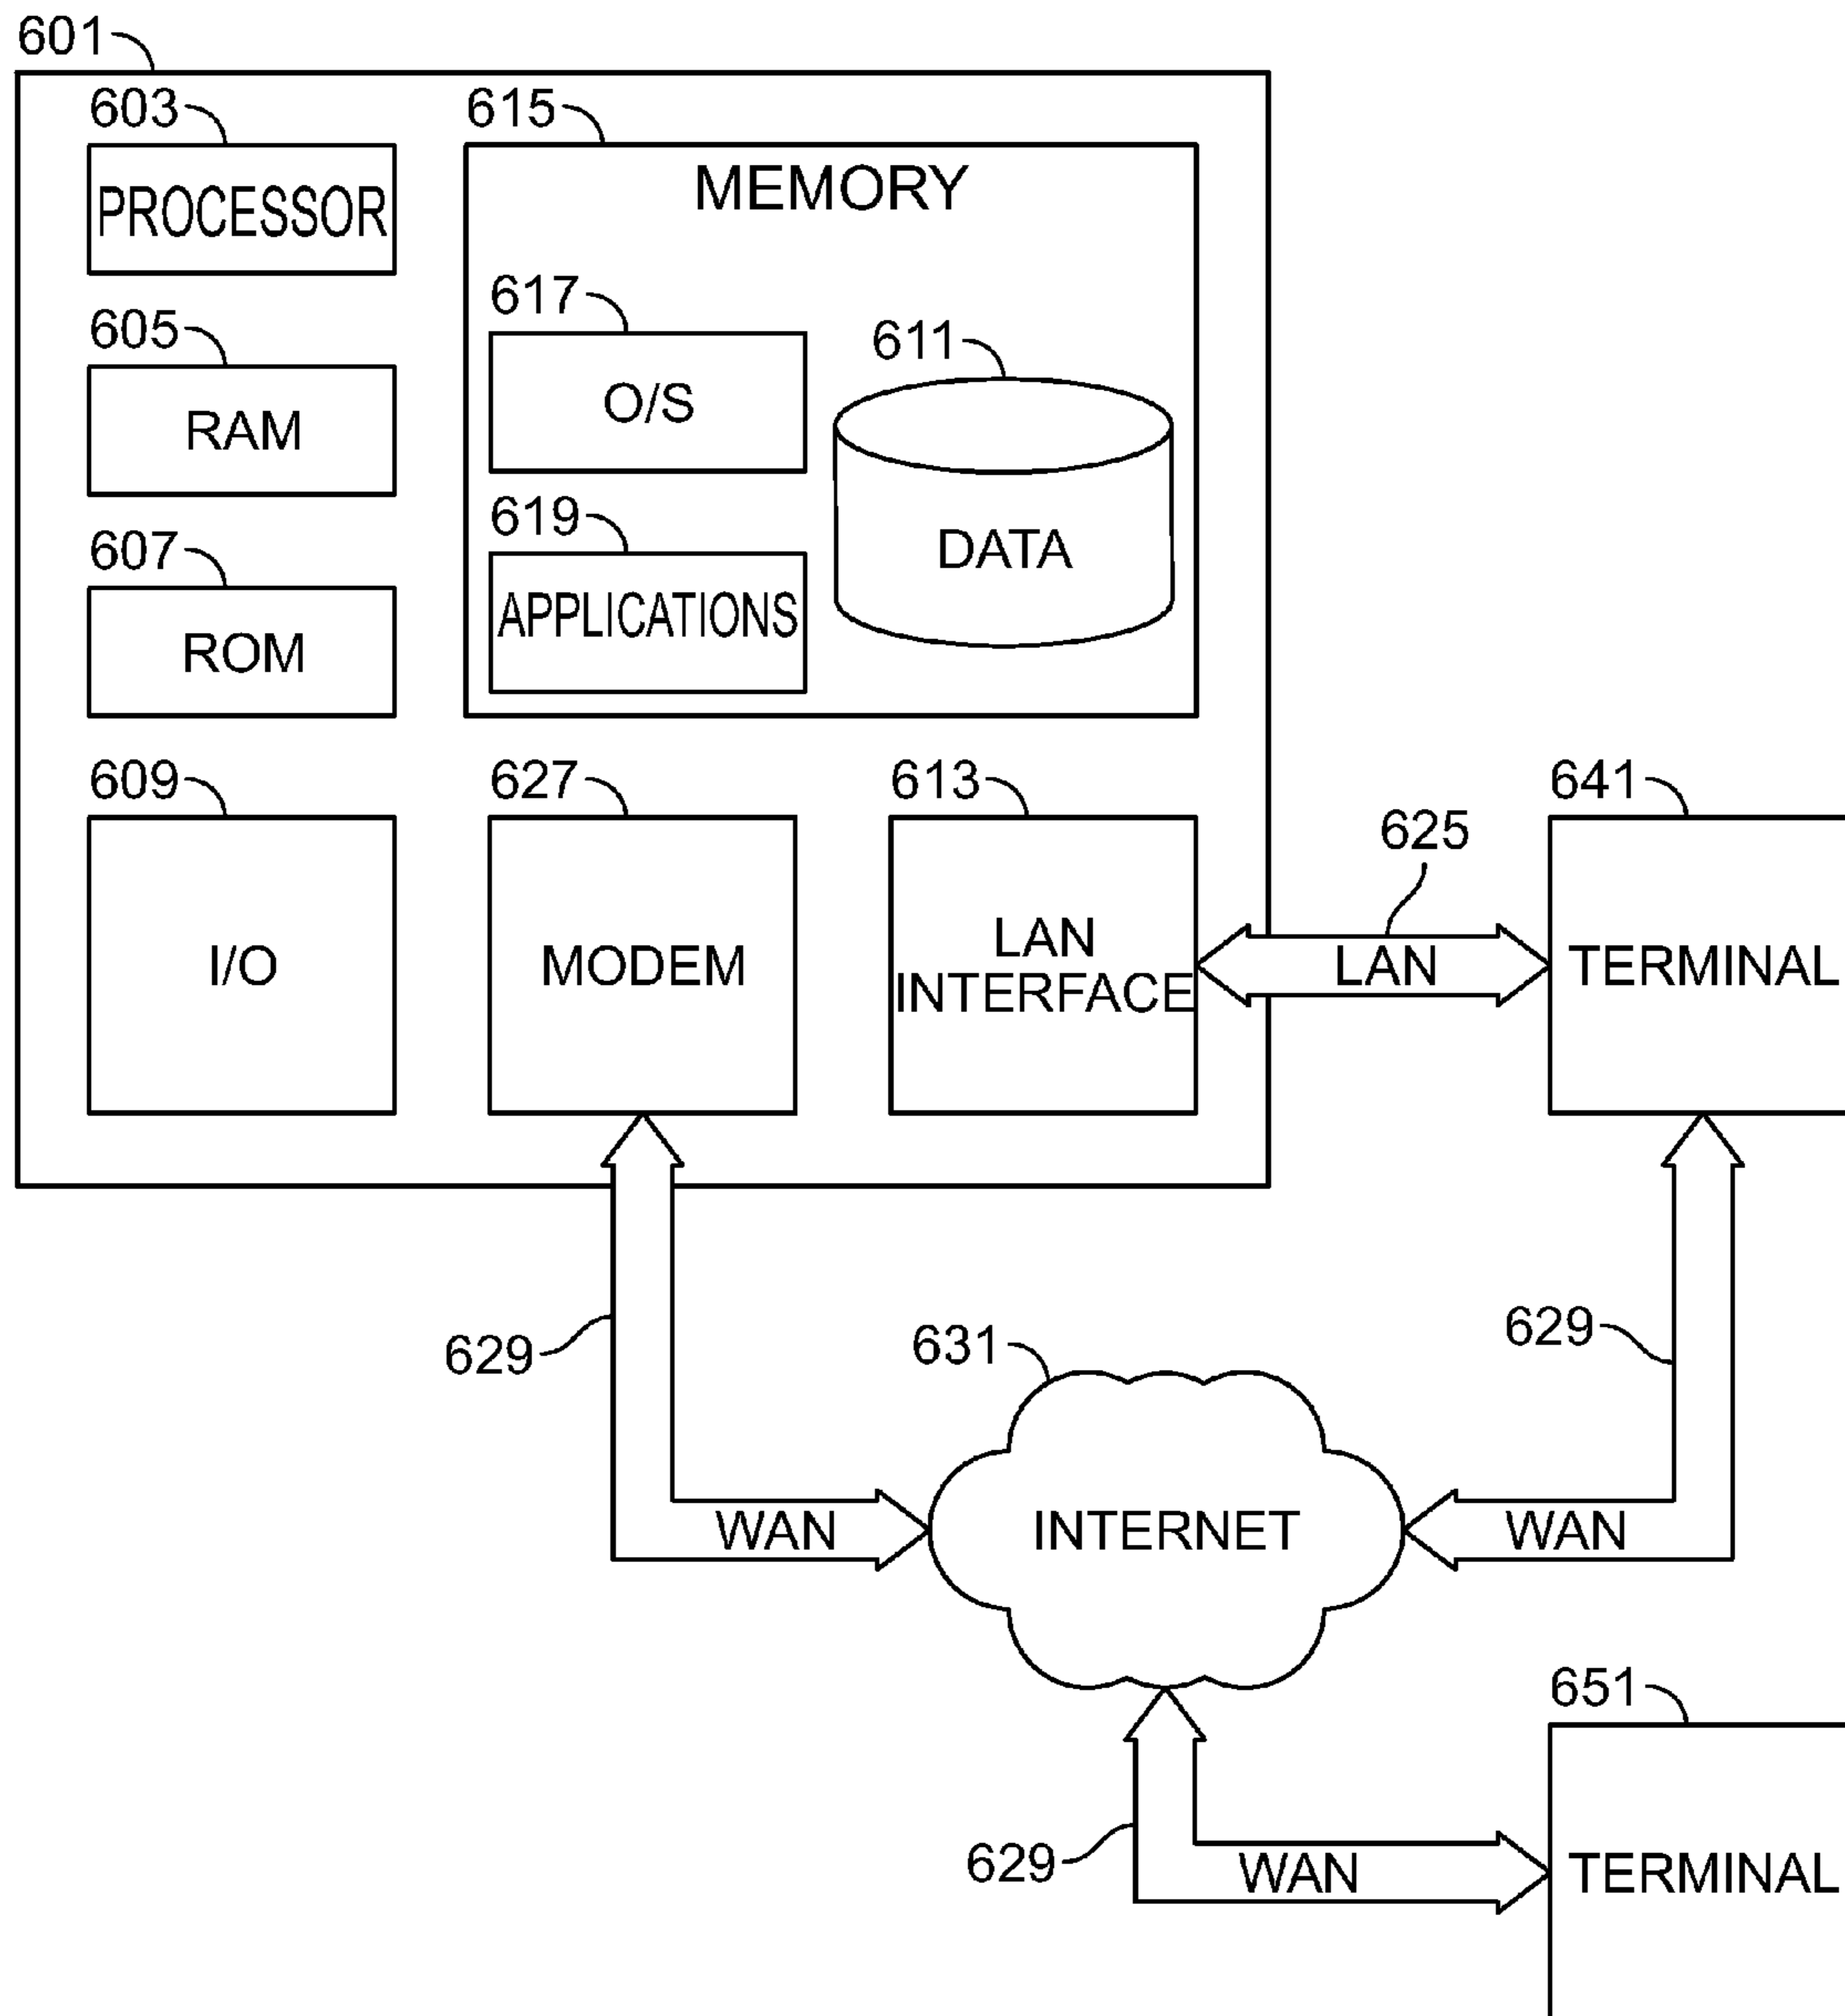 601
603
PROCESSOR
605
RAM
607
ROM
609
I/O
615
MEMORY
617
O/S
619
APPLICATIONS
611
DATA
627
MODEM
613
LAN
INTERFACE
625
LAN
641
TERMINAL
629
WAN
631
INTERNET
629
WAN
629
WAN
651
TERMINAL